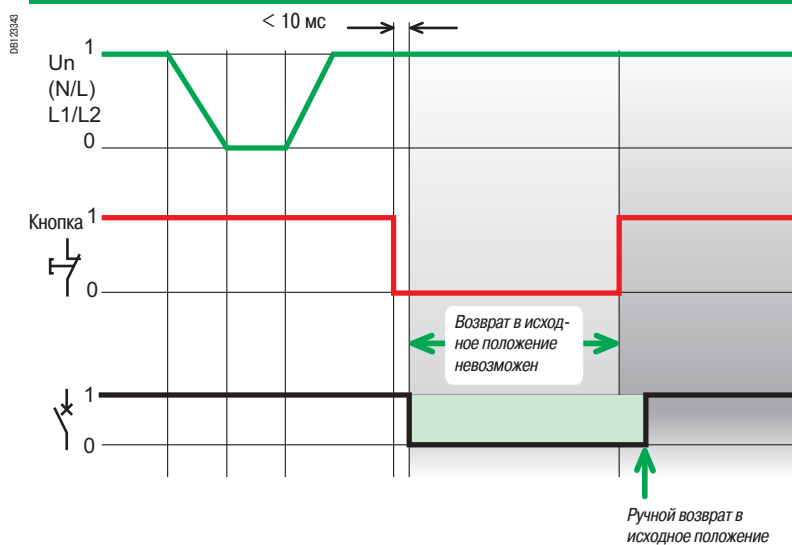 DB123343
< 10 мс
1
Un
(N/L)
L1/L2
0
Кнопка 1
0
Возврат в исход-
ное положение
невозможен
1
0
Ручной возврат в
исходное положение